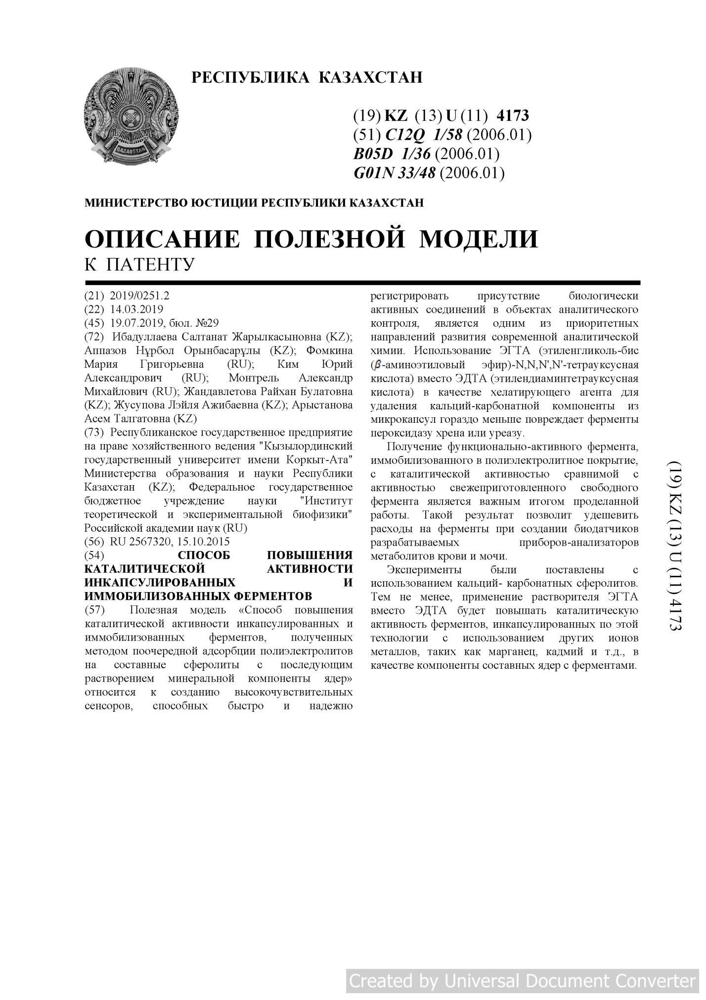 РЕСПУБЛИКА КАЗАХСТАН
QAZAQSTAN
(19) KZ (13) U (11) 4173
(51) C12Q 1/58 (2006.01)
B05D 1/36 (2006.01)
G01N 33/48 (2006.01)
МИНИСТЕРСТВО ЮСТИЦИИ РЕСПУБЛИКИ КАЗАХСТАН
ОПИСАНИЕ ПОЛЕЗНОЙ МОДЕЛИ
К ПАТЕНТУ
(21) 2019/0251.2
(22) 14.03.2019
(45) 19.07.2019, бюл. №29
(72) Ибадуллаева Салтанат Жарылкасыновна (KZ);
Аппазов Нұрбол Орынбасарұлы (KZ); Фомкина
Мария Григорьевна (RU); Ким Юрий
Александрович (RU); Монтрель Александр
Михайлович (RU); Жандавлетова Райхан Булатовна
(KZ); Жусупова Лэйля Ажибаевна (KZ); Арыстанова
Асем Талгатовна (KZ)
(73) Республиканское государственное предприятие
на праве хозяйственного ведения "Кызылординский
государственный университет имени Коркыт-Ата"
Министерства образования и науки Республики
Казахстан (KZ); Федеральное государственное
бюджетное учреждение науки "Институт
теоретической и экспериментальной биофизики"
Российской академии наук (RU)
(56) RU 2567320, 15.10.2015
(54) СПОСОБ ПОВЫШЕНИЯ
КАТАЛИТИЧЕСКОЙ АКТИВНОСТИ
ИНКАПСУЛИРОВАННЫХ И
ИММОБИЛИЗОВАННЫХ ФЕРМЕНТОВ
(57) Полезная модель «Способ повышения
каталитической активности инкапсулированных и
иммобилизованных ферментов, полученных
методом поочередной адсорбции полиэлектролитов
на составные сферолиты с последующим
растворением минеральной компоненты ядер»
относится к созданию высокочувствительных
сенсоров, способных быстро и надежно
регистрировать присутствие биологически
активных соединений в объектах аналитического
контроля, является одним из приоритетных
направлений развития современной аналитической
химии. Использование ЭГТА (этиленгликоль-бис
(β-аминоэтиловый эфир)-N,N,N',N'-тетрауксусная
кислота) вместо ЭДТА (этилендиаминтетрауксусная
кислота) в качестве хелатирующего агента для
удаления кальций-карбонатной компоненты из
микрокапсул гораздо меньше повреждает ферменты
пероксидазу хрена или уреазу.
Получение функционально-активного фермента,
иммобилизованного в полиэлектролитное покрытие,
с каталитической активностью сравнимой с
активностью свежеприготовленного свободного
фермента является важным итогом проделанной
работы. Такой результат позволит удешевить
расходы на ферменты при создании биодатчиков
разрабатываемых приборов-анализаторов
метаболитов крови и мочи.
Эксперименты были поставлены с
использованием кальций- карбонатных сферолитов.
Тем не менее, применение растворителя ЭГТА
вместо ЭДТА будет повышать каталитическую
активность ферментов, инкапсулированных по этой
технологии с использованием других ионов
металлов, таких как марганец, кадмий и т.д., в
качестве компоненты составных ядер с ферментами.
(19) KZ (13) U (11) 4173
Created by Universal Document Converter